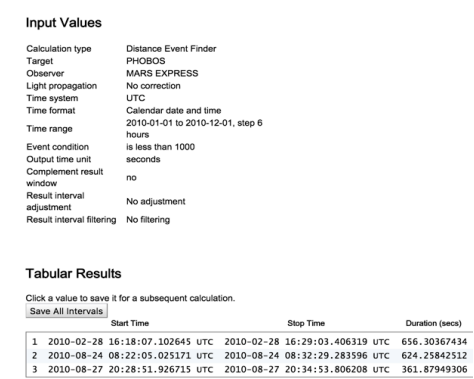 Input Values
Calculation type Distance Event Finder
Target PHOBOS
Observer MARS EXPRESS
Light propagation No correction
Time system UTC
Time format Calendar date and time
Time range 2010-01-01 to 2010-12-01, step 6 hours
Event condition is less than 1000
Output time unit seconds
Complement result window no
Result interval adjustment No adjustment
Result interval filtering No filtering
Tabular Results
Click a value to save it for a subsequent calculation.
Save All Intervals
Start Time Stop Time Duration (secs)
1 2010-02-28 16:18:07.102645 UTC 2010-02-28 16:29:03.406319 UTC 656.30367434
2 2010-08-24 08:22:05.025171 UTC 2010-08-24 08:32:29.283596 UTC 624.25842512
3 2010-08-27 20:28:51.926715 UTC 2010-08-27 20:34:53.806208 UTC 361.87949306